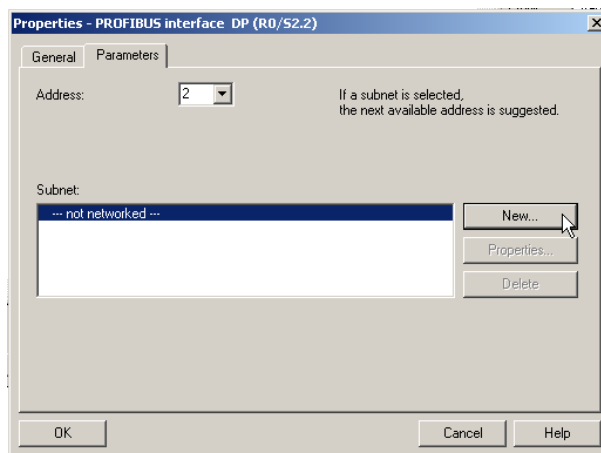 Properties - PROFIBUS interface DP (R0/S2.2)
General
Parameters
Address:
2
If a subnet is selected,
the next available address is suggested.
Subnet:
--- not networked ---
New...
Properties...
Delete
OK
Cancel
Help